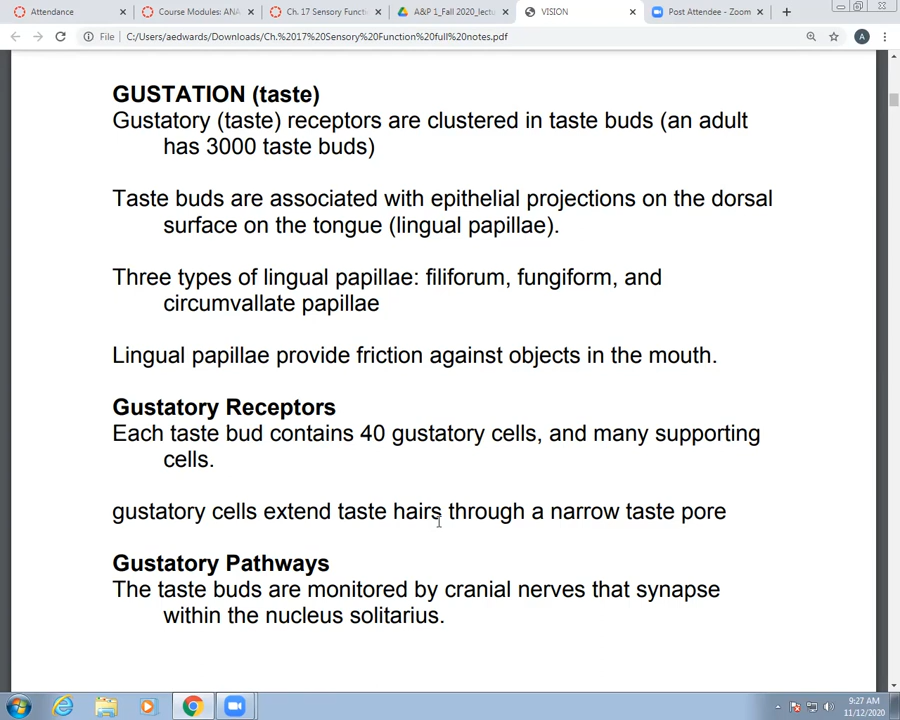 Attendance
Course Modules: ANA
Ch. 17 Sensory Functi
A&P 1_Fall 2020_lectu
VISION
Post Attendee - Zoom
File
C:/Users/aedwards/Downloads/Ch.%2017%20Sensory%20Function%20full%20notes.pdf
A
GUSTATION (taste)
Gustatory (taste) receptors are clustered in taste buds (an adult
has 3000 taste buds)
Taste buds are associated with epithelial projections on the dorsal
surface on the tongue (lingual papillae).
Three types of lingual papillae: filiforum, fungiform, and
circumvallate papillae
Lingual papillae provide friction against objects in the mouth.
Gustatory Receptors
Each taste bud contains 40 gustatory cells, and many supporting
cells.
gustatory cells extend taste hairs through a narrow taste pore
Gustatory Pathways
The taste buds are monitored by cranial nerves that synapse
within the nucleus solitarius.
9:27 AM
11/12/2020